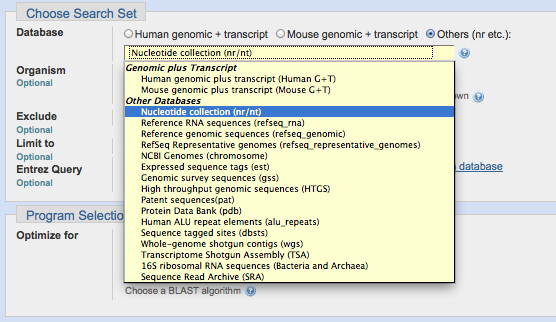 Choose Search Set
Database
Human genomic + transcript Mouse genomic + transcript Others (nr etc.):
Nucleotide collection (nr/nt)
Organism
Optional
Genomic plus Transcript
Human genomic plus transcript (Human G+T)
Mouse genomic plus transcript (Mouse G+T)
Other Databases
Nucleotide collection (nr/nt)
Reference RNA sequences (refseq_rna)
Reference genomic sequences (refseq_genomic)
RefSeq Representative genomes (refseq_representative_genomes)
NCBI Genomes (chromosome)
Expressed sequence tags (est)
Genomic survey sequences (gss)
High throughput genomic sequences (HTGS)
Patent sequences(pat)
Protein Data Bank (pdb)
Human ALU repeat elements (alu_repeats)
Sequence tagged sites (dbsts)
Whole-genome shotgun contigs (wgs)
Transcriptome Shotgun Assembly (TSA)
16S ribosomal RNA sequences (Bacteria and Archaea)
Sequence Read Archive (SRA)
Exclude
Optional
Limit to
Optional
Entrez Query
Optional
database
Program Selectio
Optimize for
Choose a BLAST algorithm